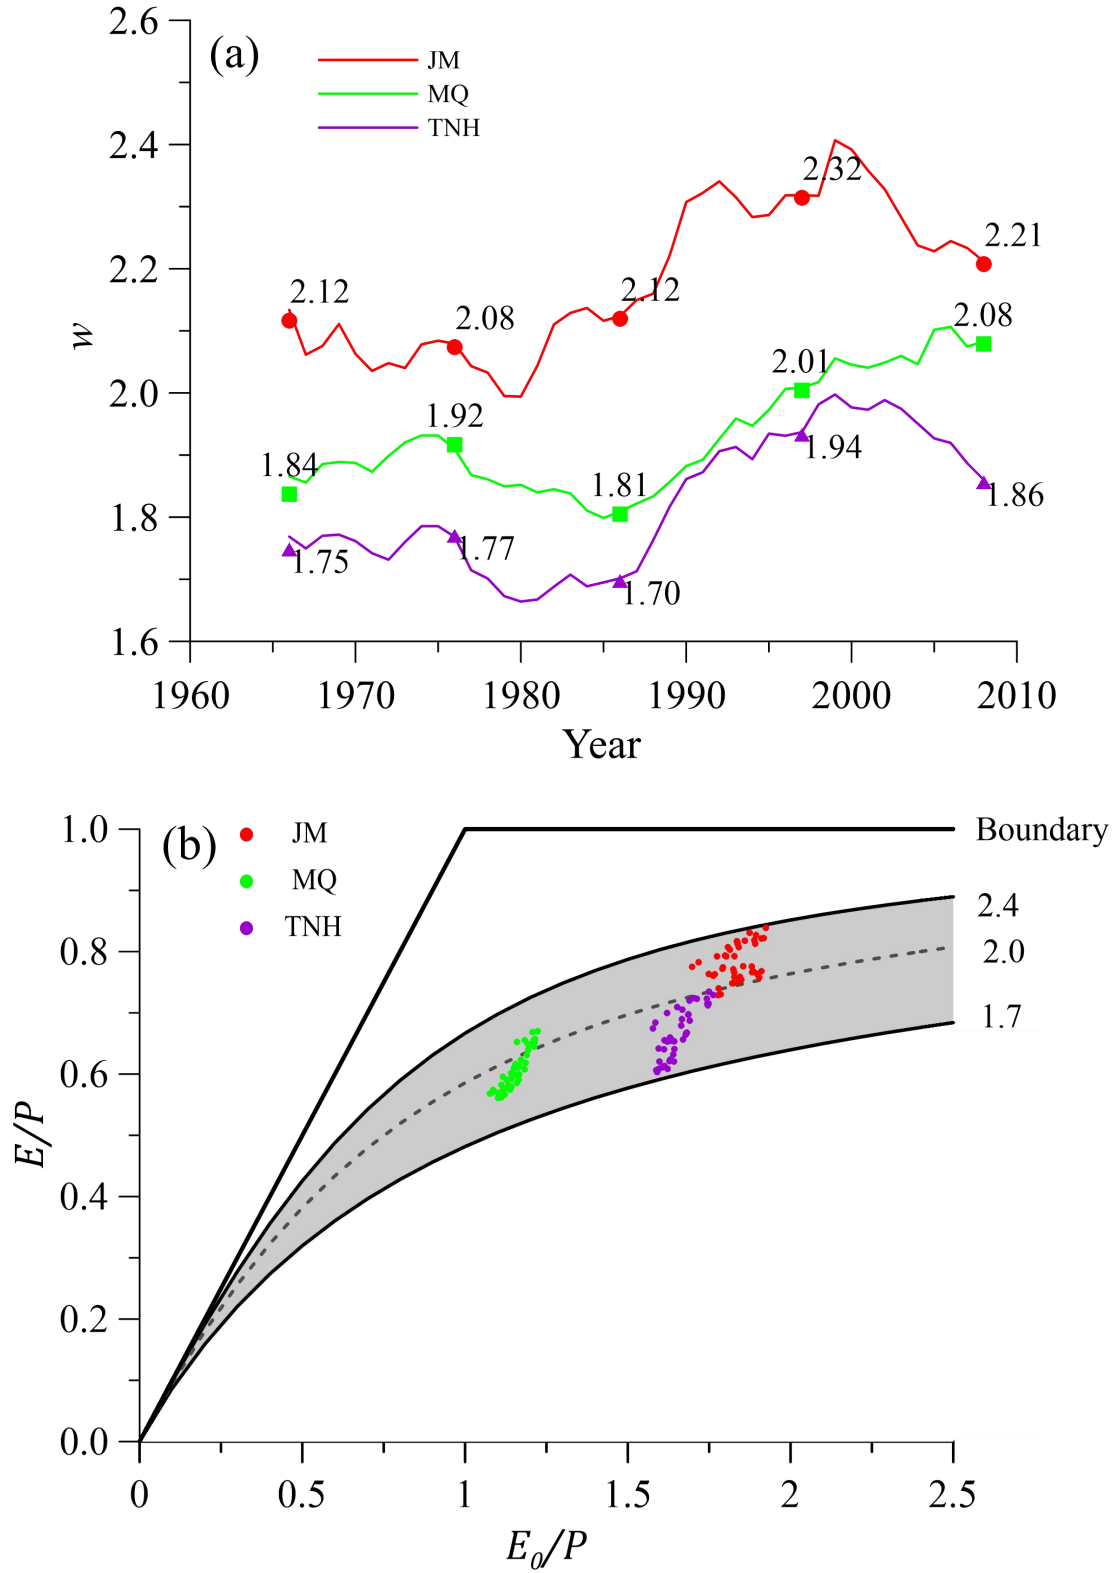 2.6
(a)
JM
MQ
TNH
2.4
2.32
2.2
2.21
2.12
2.12
2.08
2.08
w
2.0
2.01
1.92
1.94
1.84
1.81
1.86
1.8
1.75
1.77
1.70
1.6
1960 1970 1980 1990 2000 2010
Year
1.0
(b)
JM
MQ
TNH
Boundary
2.4
2.0
1.7
0.8
0.6
E/P
0.4
0.2
0.0
0 0.5 1 1.5 2 2.5
E₀/P